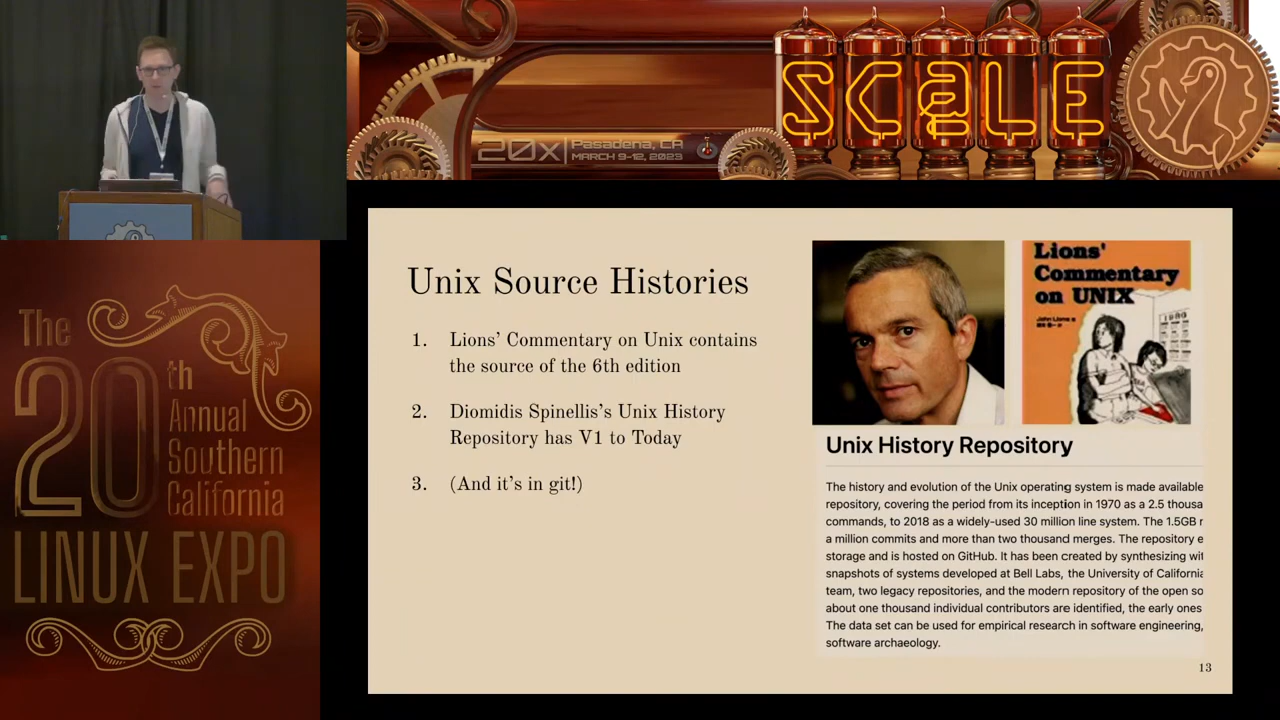 SCaLE
20x
Pasadena, CA
MARCH 9-12, 2023
The
20th
Annual
Southern
California
LINUX EXPO
Unix Source Histories
1. Lions' Commentary on Unix contains
the source of the 6th edition
2. Diomidis Spinellis's Unix History
Repository has V1 to Today
3. (And it's in git!)
Lions'
Commentary
on UNIX
John Lions
1980
Unix History Repository
The history and evolution of the Unix operating system is made available
repository, covering the period from its inception in 1970 as a 2.5 thousa
commands, to 2018 as a widely-used 30 million line system. The 1.5GB r
a million commits and more than two thousand merges. The repository e
storage and is hosted on GitHub. It has been created by synthesizing wit
snapshots of systems developed at Bell Labs, the University of California
team, two legacy repositories, and the modern repository of the open so
about one thousand individual contributors are identified, the early ones
The data set can be used for empirical research in software engineering,
software archaeology.
13